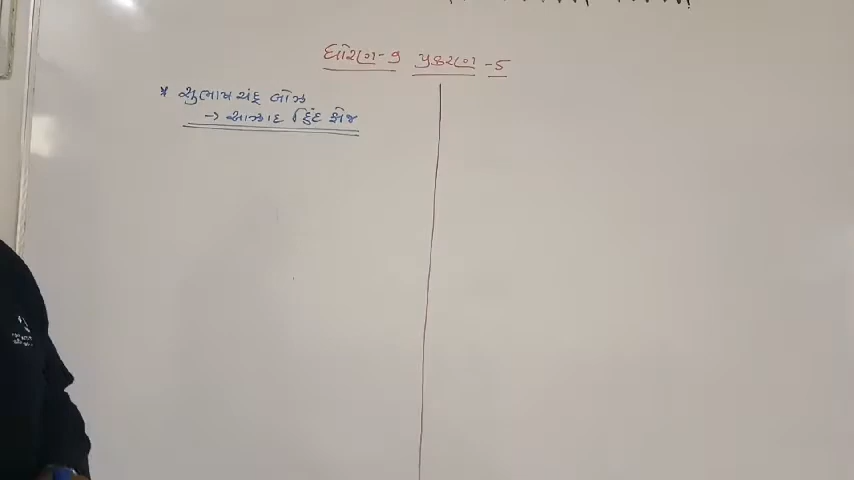 ધોરણ-9 પ્રકરણ-5
* સુભાષચંદ્ર બોઝ
→ આઝાદ હિંદ ફોજ